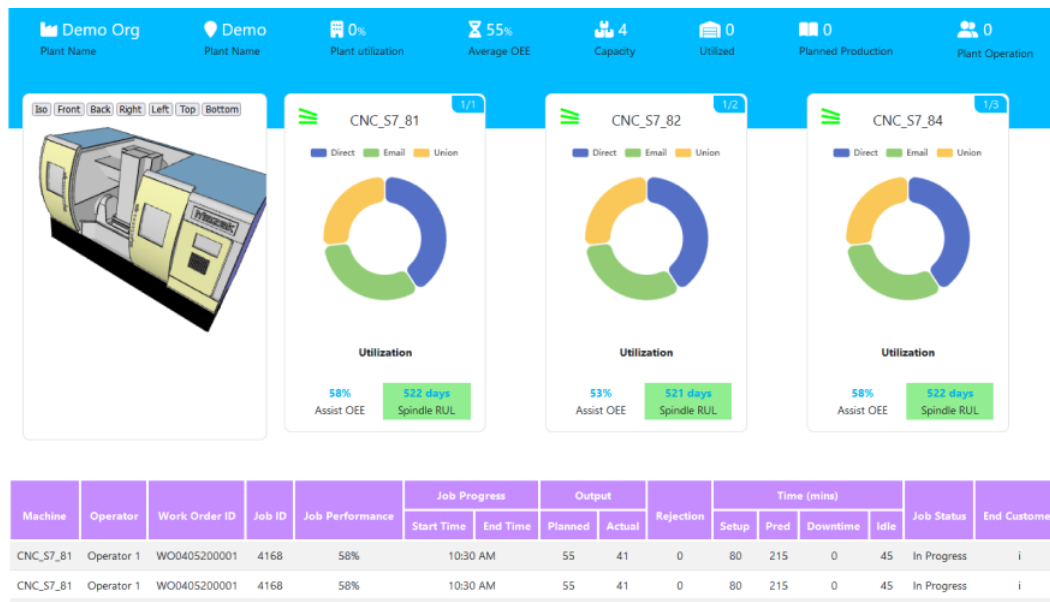 Demo Org
Plant Name
Demo
Plant Name
0%
Plant utilization
55%
Average OEE
4
Capacity
0
Utilized
0
Planned Production
0
Plant Operation
Iso Front Back Right Left Top Bottom
Mazak
1/1
CNC_S7_81
Direct Email Union
Utilization
58%
Assist OEE
522 days
Spindle RUL
1/2
CNC_S7_82
Direct Email Union
Utilization
53%
Assist OEE
521 days
Spindle RUL
1/3
CNC_S7_84
Direct Email Union
Utilization
58%
Assist OEE
522 days
Spindle RUL
Machine Operator Work Order ID Job ID Job Performance Job Progress Output Rejection Time (mins) Job Status End Custome
Start Time End Time Planned Actual Setup Pred Downtime Idle
CNC_S7_81 Operator 1 WO0405200001 4168 58% 10:30 AM 55 41 0 80 215 0 45 In Progress i
CNC_S7_81 Operator 1 WO0405200001 4168 58% 10:30 AM 55 41 0 80 215 0 45 In Progress i